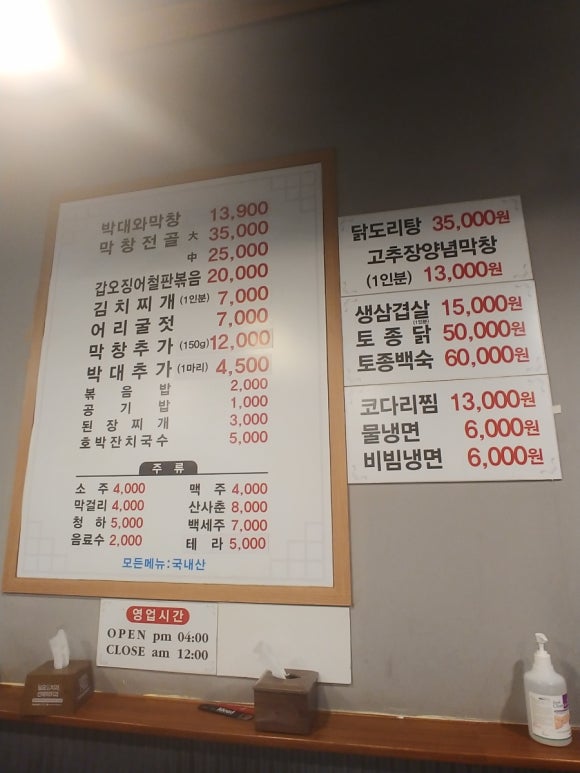 박대와막창 13,900
막창전골 大 35,000
中 25,000
갑오징어철판볶음 20,000
김치찌개 (1인분) 7,000
어리굴젓 7,000
막창추가 (150g) 12,000
박대추가 (1마리) 4,500
볶음밥 2,000
공기밥 1,000
된장찌개 3,000
호박잔치국수 5,000
주류
소주 4,000 맥주 4,000
막걸리 4,000 산사춘 8,000
청하 5,000 백세주 7,000
음료수 2,000 테라 5,000
모든메뉴:국내산
닭도리탕 35,000원
고추장양념막창
(1인분) 13,000원
생삼겹살 (1인분) 15,000원
토종닭 50,000원
토종백숙 60,000원
코다리찜 13,000원
물냉면 6,000원
비빔냉면 6,000원
영업시간
OPEN pm 04:00
CLOSE am 12:00